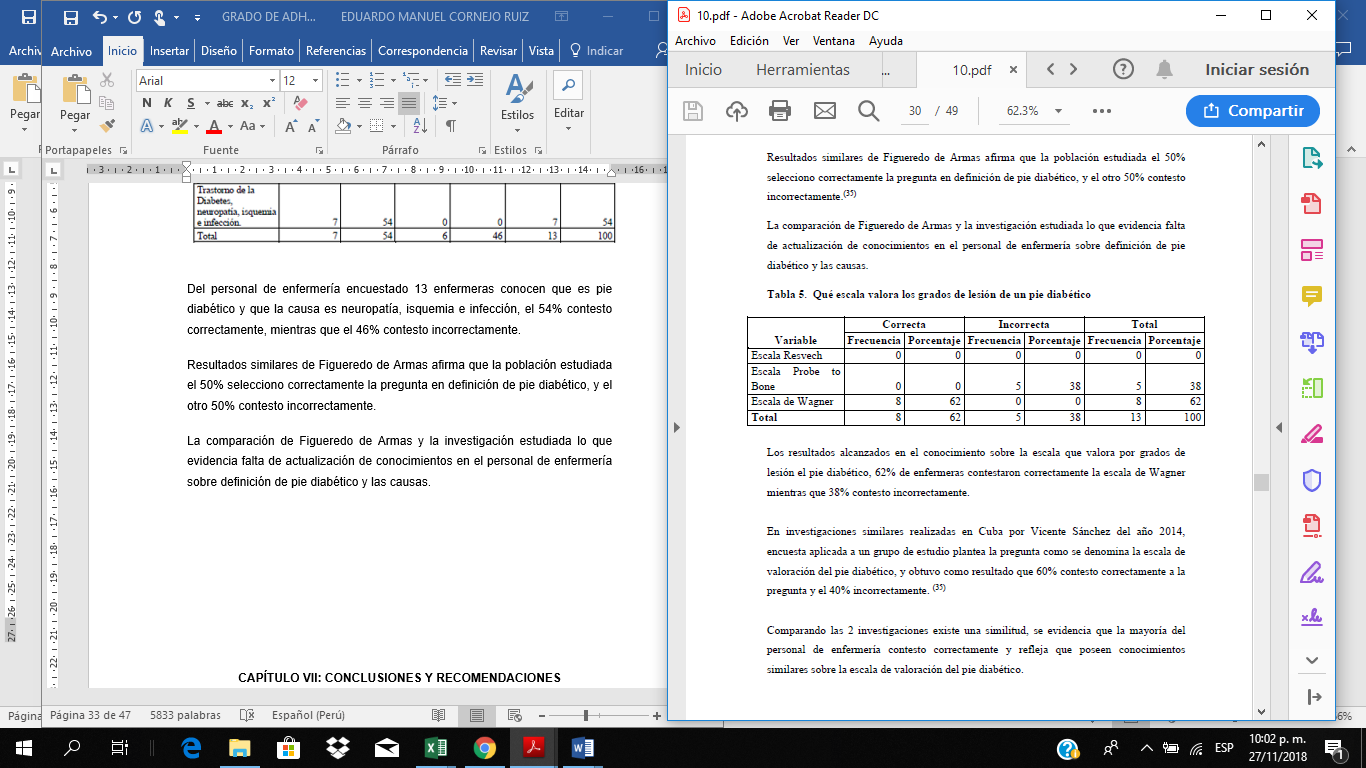 GRADO DE ADH... EDUARDO MANUEL CORNEJO RUIZ
Archivo Archivo Inicio Insertar Diseño Formato Referencias Correspondencia Revisar Vista Indicar
Pegar Pegar
Arial 12
N K S abc x₂ x²
A ab A Aa A A
Estilos Editar
Portapapeles Fuente Párrafo Estilos
Trastorno de la
Diabetes,
neuropatía, isquemia
e infección. 7 54 0 0 7 54
Total 7 54 6 46 13 100
Del personal de enfermería encuestado 13 enfermeras conocen que es pie
diabético y que la causa es neuropatía, isquemia e infección, el 54% contesto
correctamente, mientras que el 46% contesto incorrectamente.
Resultados similares de Figueredo de Armas afirma que la población estudiada
el 50% selecciono correctamente la pregunta en definición de pie diabético, y el
otro 50% contesto incorrectamente.
La comparación de Figueredo de Armas y la investigación estudiada lo que
evidencia falta de actualización de conocimientos en el personal de enfermería
sobre definición de pie diabético y las causas.
CAPÍTULO VII: CONCLUSIONES Y RECOMENDACIONES
Página Página 33 de 47 5833 palabras Español (Perú)
10.pdf - Adobe Acrobat Reader DC
Archivo Edición Ver Ventana Ayuda
Inicio Herramientas ... 10.pdf × Iniciar sesión
30 / 49 62.3% Compartir
Resultados similares de Figueredo de Armas afirma que la población estudiada el 50%
selecciono correctamente la pregunta en definición de pie diabético, y el otro 50% contesto
incorrectamente.(35)
La comparación de Figueredo de Armas y la investigación estudiada lo que evidencia falta
de actualización de conocimientos en el personal de enfermería sobre definición de pie
diabético y las causas.
Tabla 5. Qué escala valora los grados de lesión de un pie diabético
Correcta Incorrecta Total
Variable Frecuencia Porcentaje Frecuencia Porcentaje Frecuencia Porcentaje
Escala Resvech 0 0 0 0 0 0
Escala Probe to
Bone 0 0 5 38 5 38
Escala de Wagner 8 62 0 0 8 62
Total 8 62 5 38 13 100
Los resultados alcanzados en el conocimiento sobre la escala que valora por grados de
lesión el pie diabético, 62% de enfermeras contestaron correctamente la escala de Wagner
mientras que 38% contesto incorrectamente.
En investigaciones similares realizadas en Cuba por Vicente Sánchez del año 2014,
encuesta aplicada a un grupo de estudio plantea la pregunta como se denomina la escala de
valoración del pie diabético, y obtuvo como resultado que 60% contesto correctamente a la
pregunta y el 40% incorrectamente. (35)
Comparando las 2 investigaciones existe una similitud, se evidencia que la mayoría del
personal de enfermería contesto correctamente y refleja que poseen conocimientos
similares sobre la escala de valoración del pie diabético.
ESP 10:02 p. m.
27/11/2018